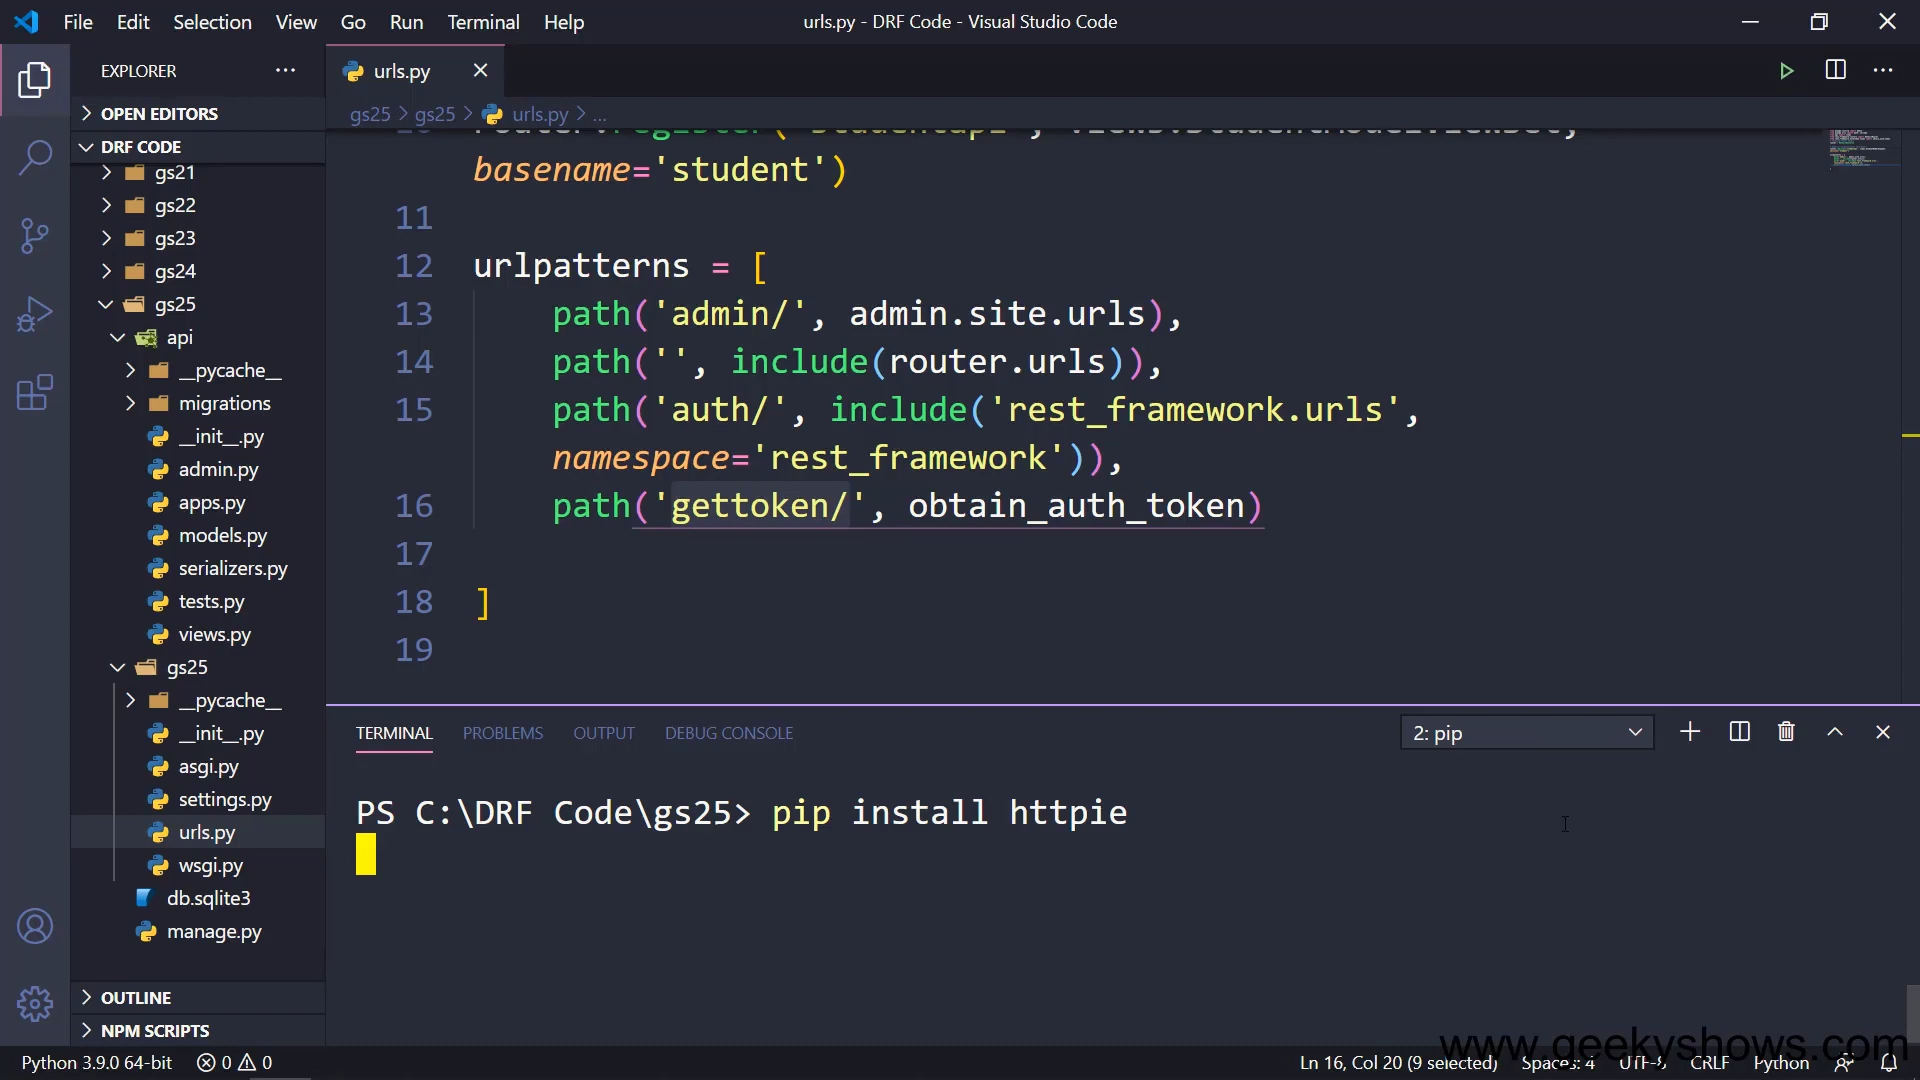 File Edit Selection View Go Run Terminal Help
urls.py - DRF Code - Visual Studio Code
EXPLORER
urls.py
OPEN EDITORS
gs25 > gs25 > urls.py > ...
DRF CODE
gs21
gs22
gs23
gs24
gs25
api
__pycache__
migrations
__init__.py
admin.py
apps.py
models.py
serializers.py
tests.py
views.py
gs25
__pycache__
__init__.py
asgi.py
settings.py
urls.py
wsgi.py
db.sqlite3
manage.py
OUTLINE
NPM SCRIPTS
basename='student')
11
12 urlpatterns = [
13 path('admin/', admin.site.urls),
14 path('', include(router.urls)),
15 path('auth/', include('rest_framework.urls',
namespace='rest_framework')),
16 path('gettoken/', obtain_auth_token)
17
18 ]
19
TERMINAL PROBLEMS OUTPUT DEBUG CONSOLE
2: pip
PS C:\DRF Code\gs25> pip install httpie
www.geekyshows.com
Python 3.9.0 64-bit 0 0
Ln 16, Col 20 (9 selected) Spaces: 4 UTF-8 CRLF Python